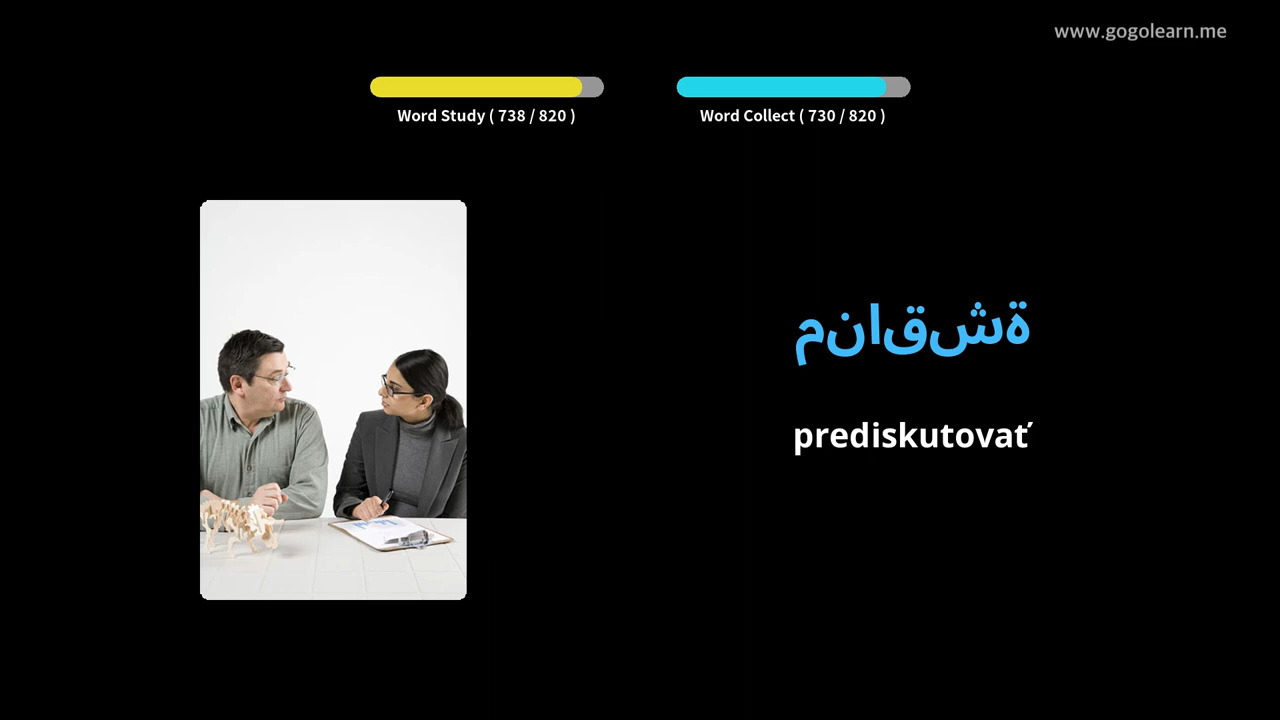 www.gogolearn.me
Word Study ( 738 / 820 )
Word Collect ( 730 / 820 )
مناقشة
prediskutovať